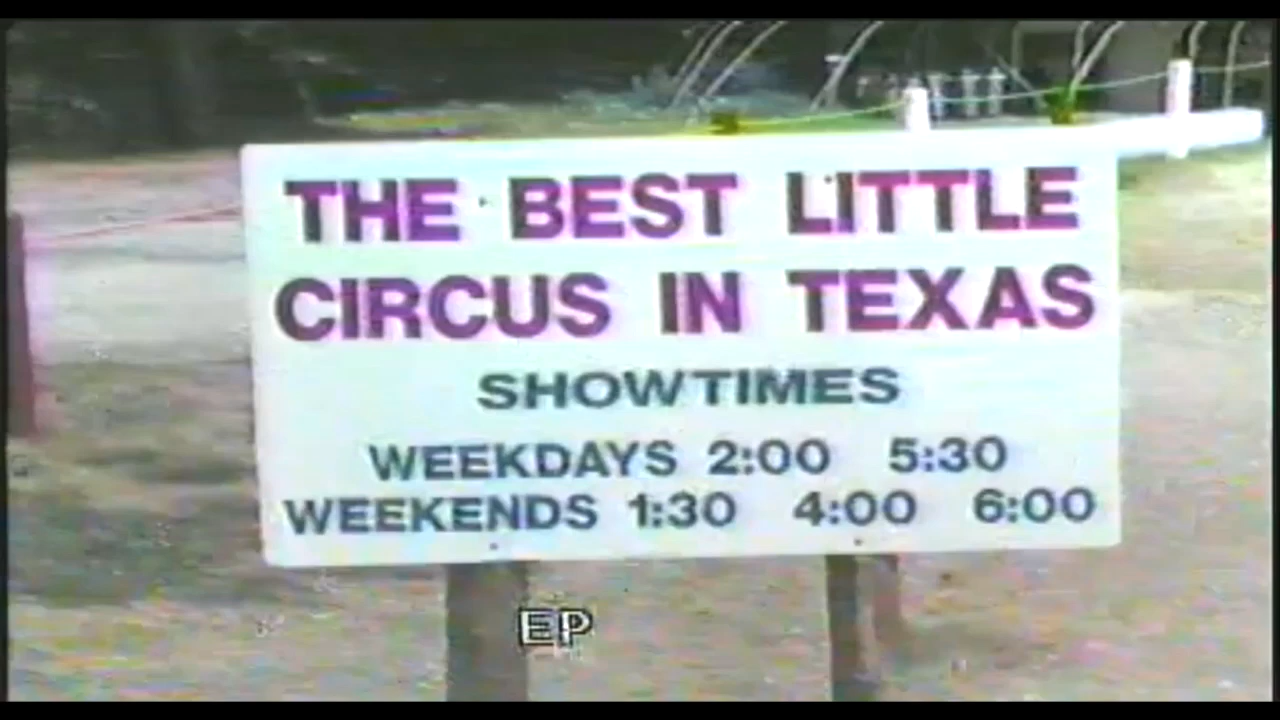 THE BEST LITTLE
CIRCUS IN TEXAS
SHOWTIMES
WEEKDAYS 2:00 5:30
WEEKENDS 1:30 4:00 6:00
EP